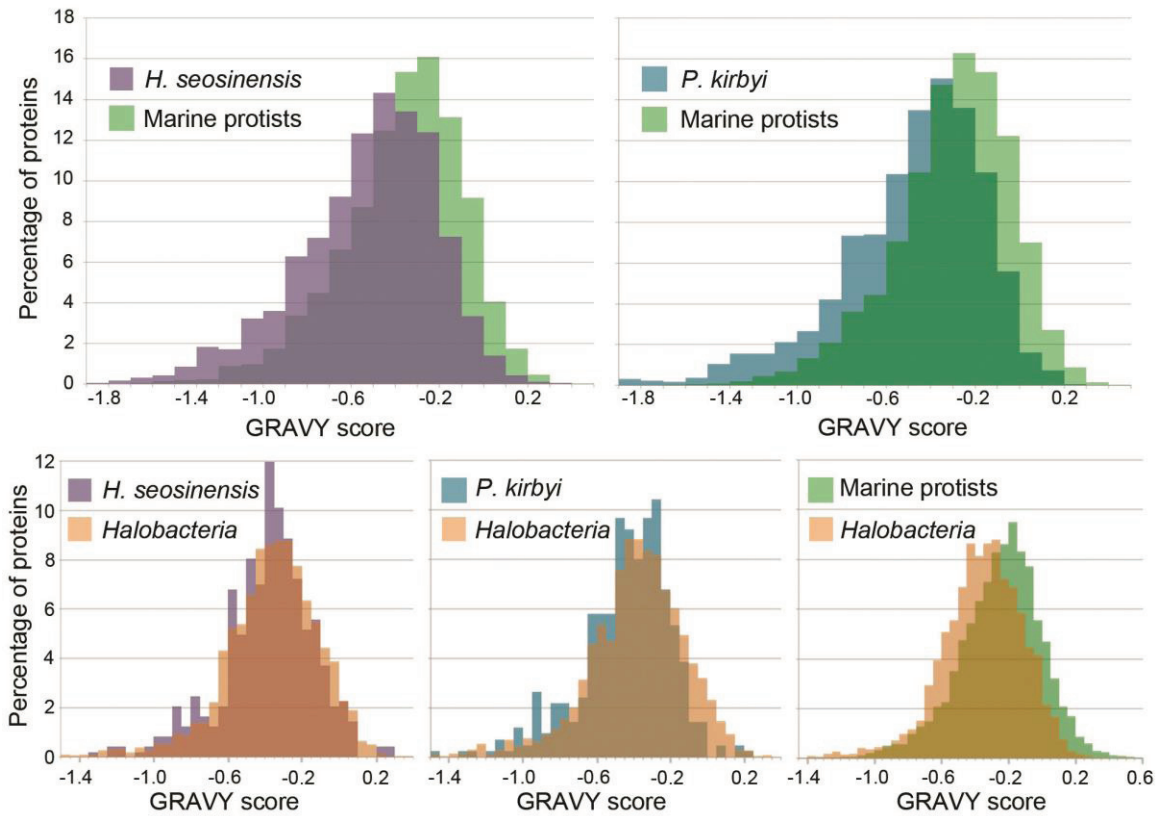 18
16
14
12
10
8
6
4
2
0
Percentage of proteins
H. seosinensis
Marine protists
-1.8
-1.0
-0.6
-0.2
0.2
GRAVY score
P. kirbyi
Marine protists
-1.8
-1.0
-0.6
-0.2
0.2
GRAVY score
12
10
8
6
4
2
0
Percentage of proteins
H. seosinensis
Halobacteria
-1.4
-1.0
-0.6
-0.2
0.2
GRAVY score
P. kirbyi
Halobacteria
-1.4
-1.0
-0.6
-0.2
0.2
GRAVY score
Marine protists
Halobacteria
-1.4
-1.0
-0.6
-0.2
0.2
0.6
GRAVY score